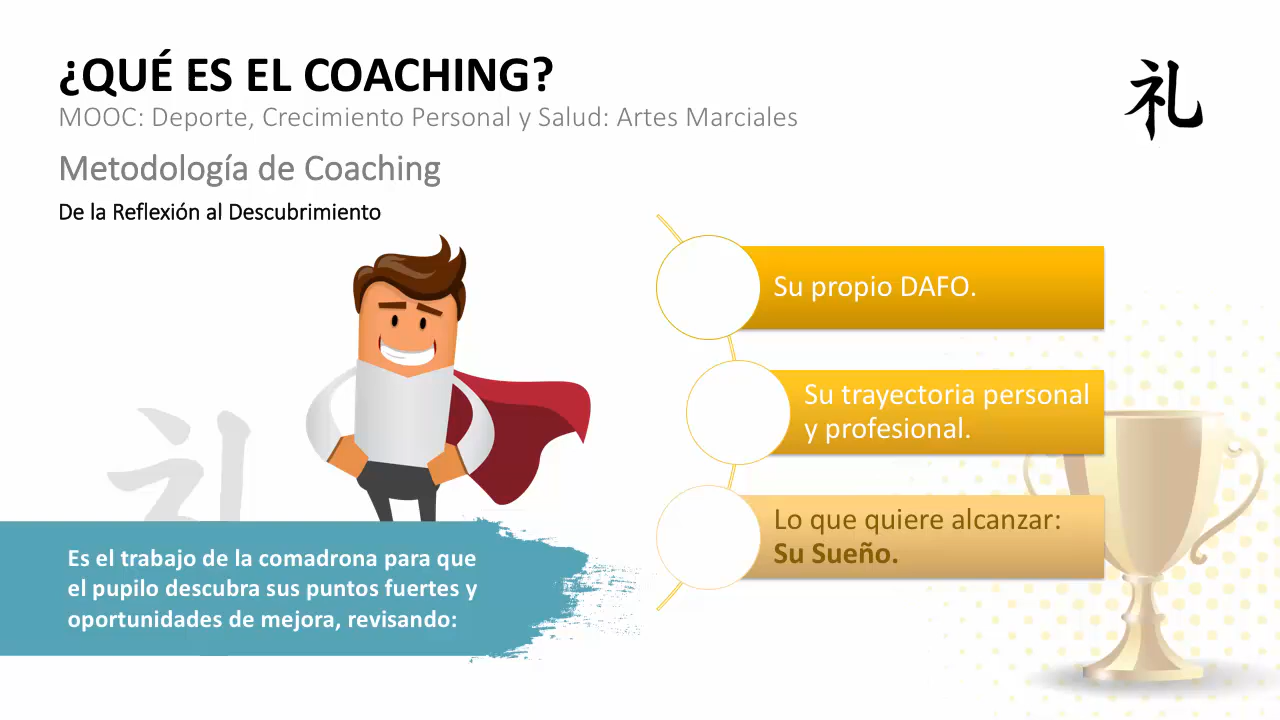 ¿QUÉ ES EL COACHING?
MOOC: Deporte, Crecimiento Personal y Salud: Artes Marciales
礼
Metodología de Coaching
De la Reflexión al Descubrimiento
Su propio DAFO.
Su trayectoria personal
y profesional.
Lo que quiere alcanzar:
Su Sueño.
礼
Es el trabajo de la comadrona para que
el pupilo descubra sus puntos fuertes y
oportunidades de mejora, revisando: